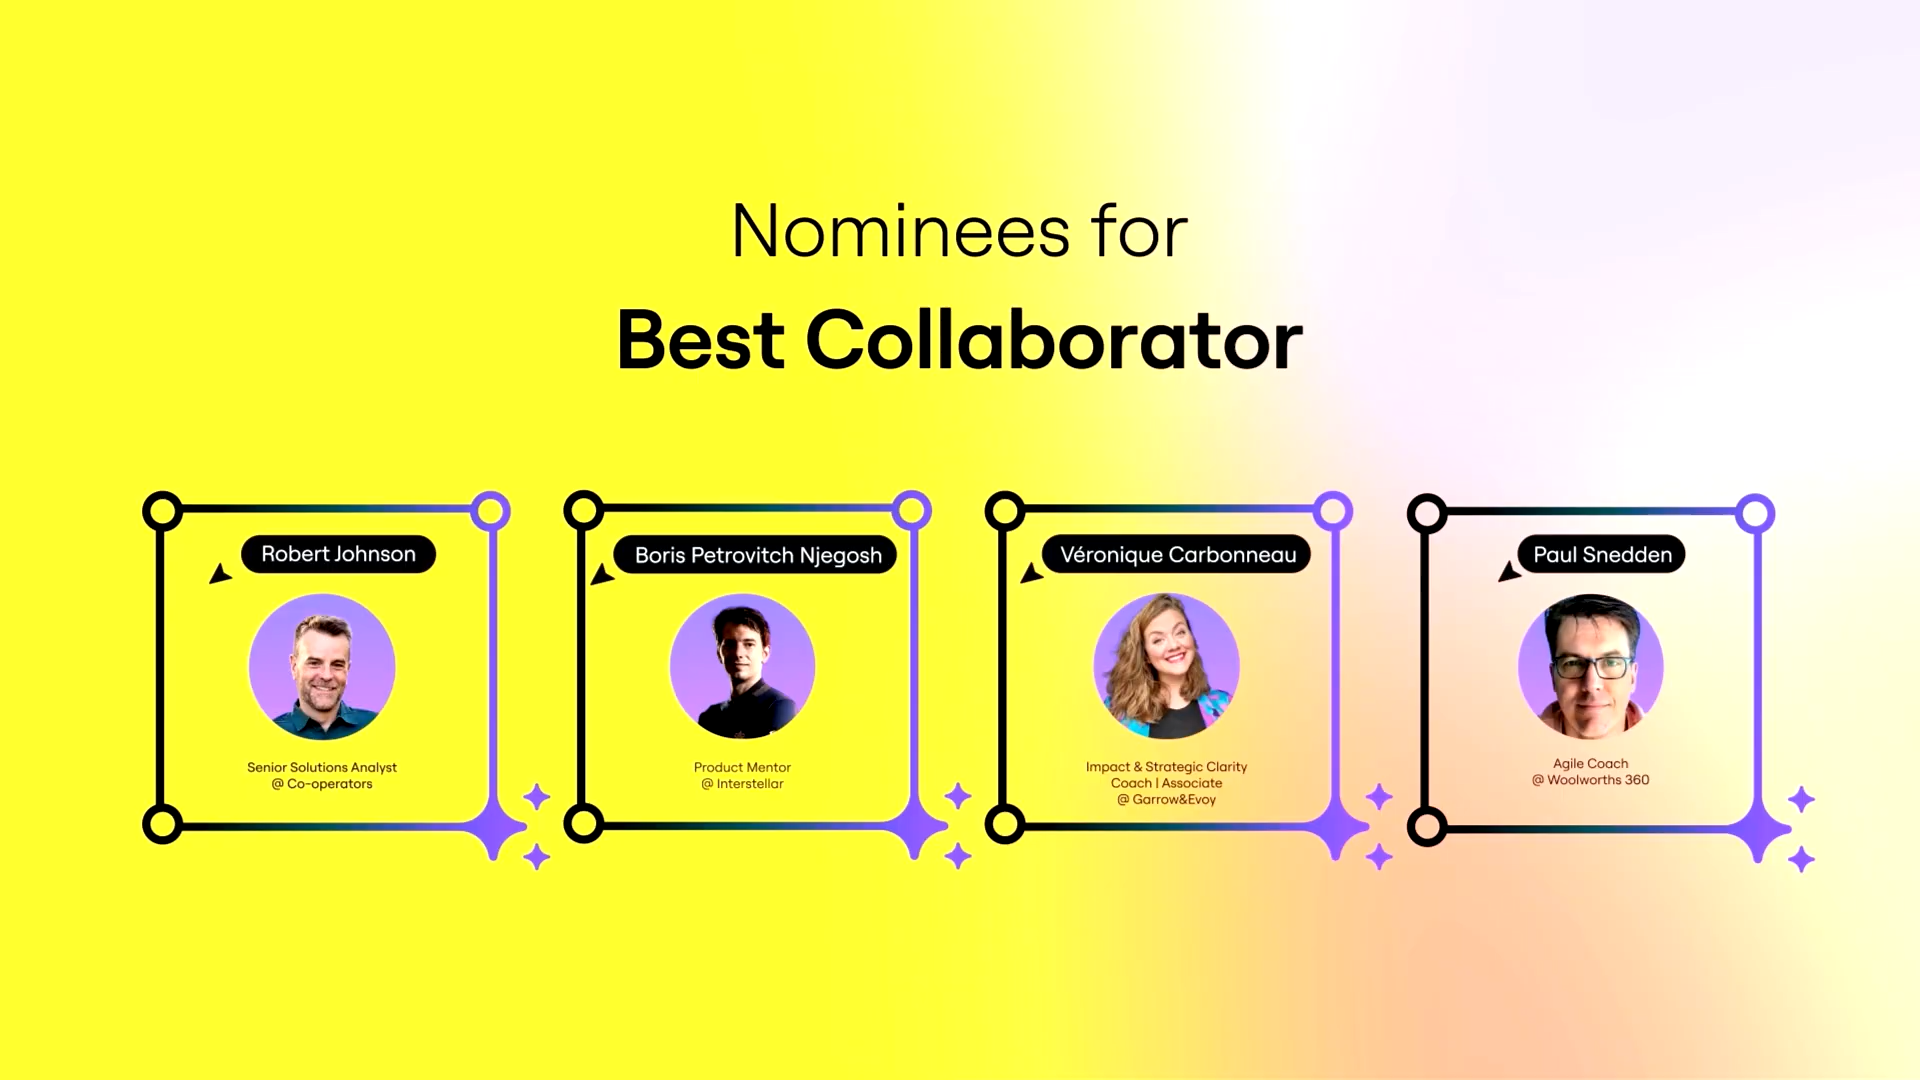 Nominees for
Best Collaborator
Robert Johnson
Senior Solutions Analyst
@ Co-operators
Boris Petrovitch Njegosh
Product Mentor
@ Interstellar
Véronique Carbonneau
Impact & Strategic Clarity
Coach | Associate
@ Garrow&Evoy
Paul Snedden
Agile Coach
@ Woolworths 360